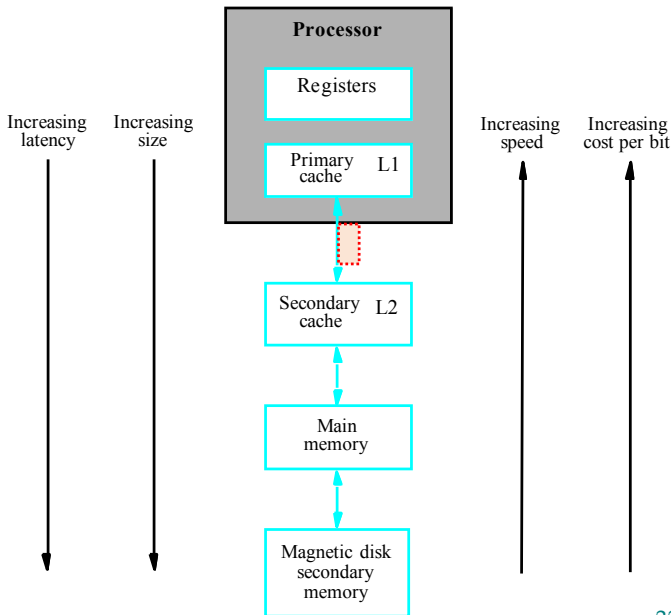 Processor
Registers
Increasing
latency
Increasing
size
Increasing
speed
Increasing
cost per bit
Primary L1
cache
Secondary L2
cache
Main
memory
Magnetic disk
secondary
memory